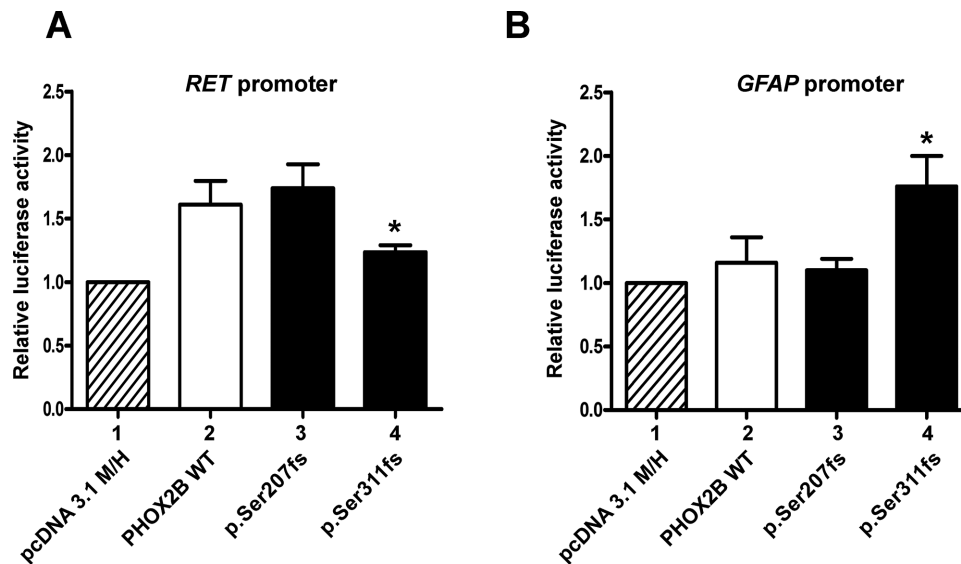 A
RET promoter
Relative luciferase activity
2.5
2.0
1.5
1.0
0.5
0.0
*
1
2
3
4
pcDNA 3.1 M/H
PHOX2B WT
p.Ser207fs
p.Ser311fs
B
GFAP promoter
Relative luciferase activity
2.5
2.0
1.5
1.0
0.5
0.0
*
1
2
3
4
pcDNA 3.1 M/H
PHOX2B WT
p.Ser207fs
p.Ser311fs